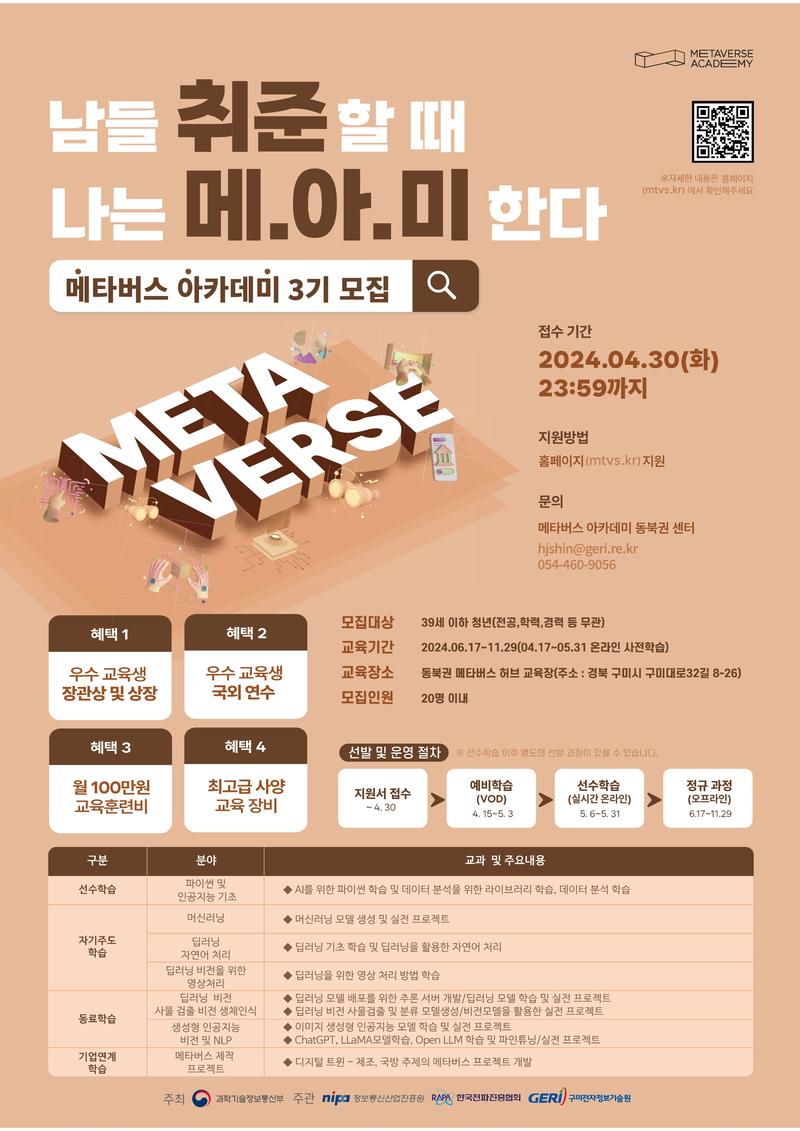 METAVERSE
ACADEMY
남들 취준 할 때
나는 메.아.미 한다
※자세한 내용은 홈페이지
(mtvs.kr) 에서 확인해주세요
메타버스 아카데미 3기 모집
META
VERSE
접수 기간
2024.04.30(화)
23:59까지
지원방법
홈페이지(mtvs.kr)지원
문의
메타버스 아카데미 동북권 센터
hjshin@geri.re.kr
054-460-9056
혜택 1
우수 교육생
장관상 및 상장
혜택 2
우수 교육생
국외 연수
혜택 3
월 100만원
교육훈련비
혜택 4
최고급 사양
교육 장비
모집대상 39세 이하 청년(전공,학력,경력 등 무관)
교육기간 2024.06.17~11.29(04.17~05.31 온라인 사전학습)
교육장소 동북권 메타버스 허브 교육장(주소 : 경북 구미시 구미대로32길 8-26)
모집인원 20명 이내
선발 및 운영 절차 ※ 선수학습 이후 별도의 선발 과정이 있을 수 있습니다.
지원서 접수
~ 4. 30
예비학습
(VOD)
4. 15~5. 3
선수학습
(실시간 온라인)
5. 6~5. 31
정규 과정
(오프라인)
6.17~11.29
구분 분야 교과 및 주요내용
선수학습 파이썬 및 인공지능 기초 ◆ AI를 위한 파이썬 학습 및 데이터 분석을 위한 라이브러리 학습, 데이터 분석 학습
자기주도 학습 머신러닝 ◆ 머신러닝 모델 생성 및 실전 프로젝트
딥러닝 자연어 처리 ◆ 딥러닝 기초 학습 및 딥러닝을 활용한 자연어 처리
딥러닝 비전을 위한 영상처리 ◆ 딥러닝을 위한 영상 처리 방법 학습
동료학습 딥러닝 비전 사물 검출 비전 생체인식 ◆ 딥러닝 모델 배포를 위한 추론 서버 개발/딥러닝 모델 학습 및 실전 프로젝트
◆ 딥러닝 비전 사물검출 및 분류 모델생성/비전모델을 활용한 실전 프로젝트
생성형 인공지능 비전 및 NLP ◆ 이미지 생성형 인공지능 모델 학습 및 실전 프로젝트
◆ ChatGPT, LLaMA모델학습, Open LLM 학습 및 파인튜닝/실전 프로젝트
기업연계 학습 메타버스 제작 프로젝트 ◆ 디지털 트윈 - 제조, 국방 주제의 메타버스 프로젝트 개발
주최 과학기술정보통신부 주관 nipa 정보통신산업진흥원 RAPA 한국전파진흥협회 GERI 구미전자정보기술원